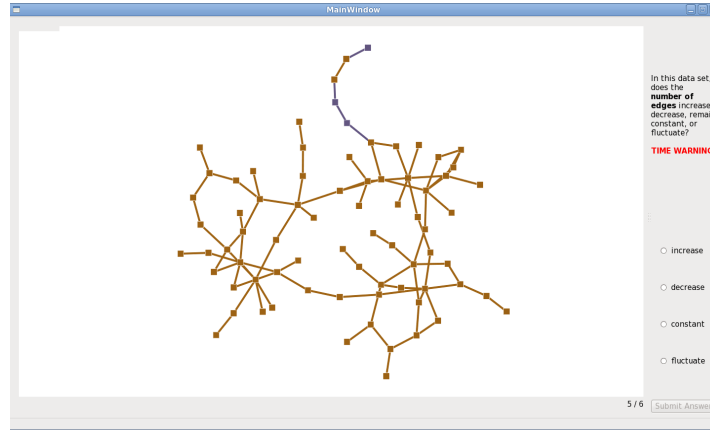 MainWindow
In this data set,
does the
number of
edges increase
decrease, remai
constant, or
fluctuate?
TIME WARNING
increase
decrease
constant
fluctuate
5 / 6
Submit Answer